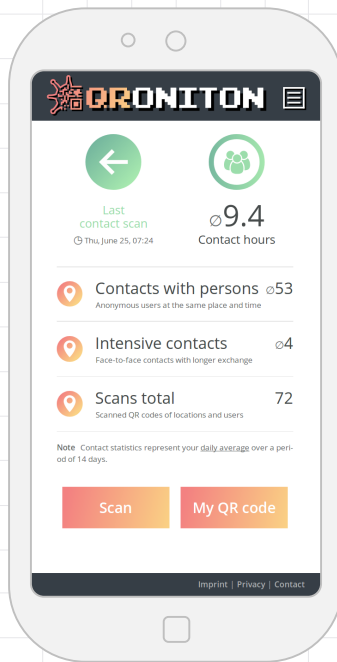 QRONITON
Last
contact scan
Thu, June 25, 07:24
⌀9.4
Contact hours
Contacts with persons ⌀53
Anonymous users at the same place and time
Intensive contacts ⌀4
Face-to-face contacts with longer exchange
Scans total 72
Scanned QR codes of locations and users
Note Contact statistics represent your daily average over a peri-
od of 14 days.
Scan My QR code
Imprint | Privacy | Contact